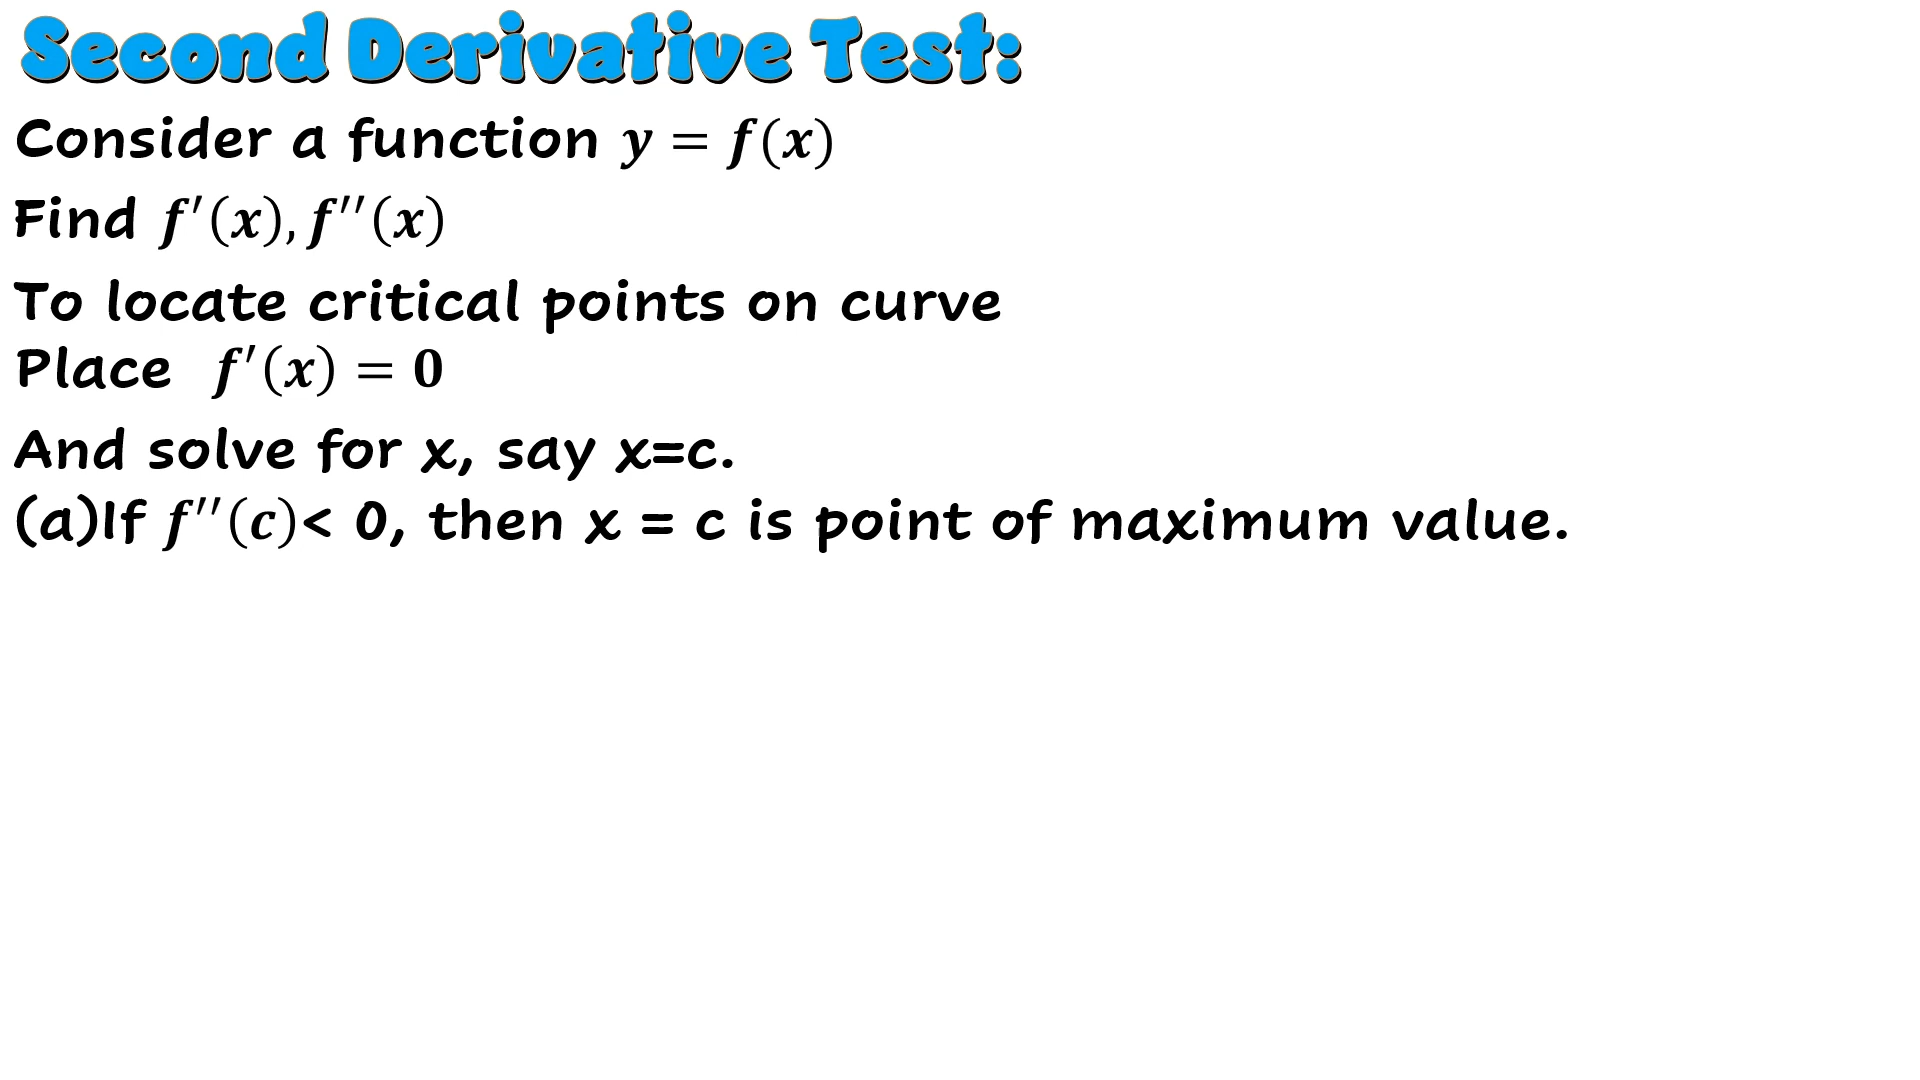 Second Derivative Test:
Consider a function y = f(x)
Find f′(x), f′′(x)
To locate critical points on curve
Place f′(x) = 0
And solve for x, say x=c.
(a)If f′′(c)< 0, then x = c is point of maximum value.